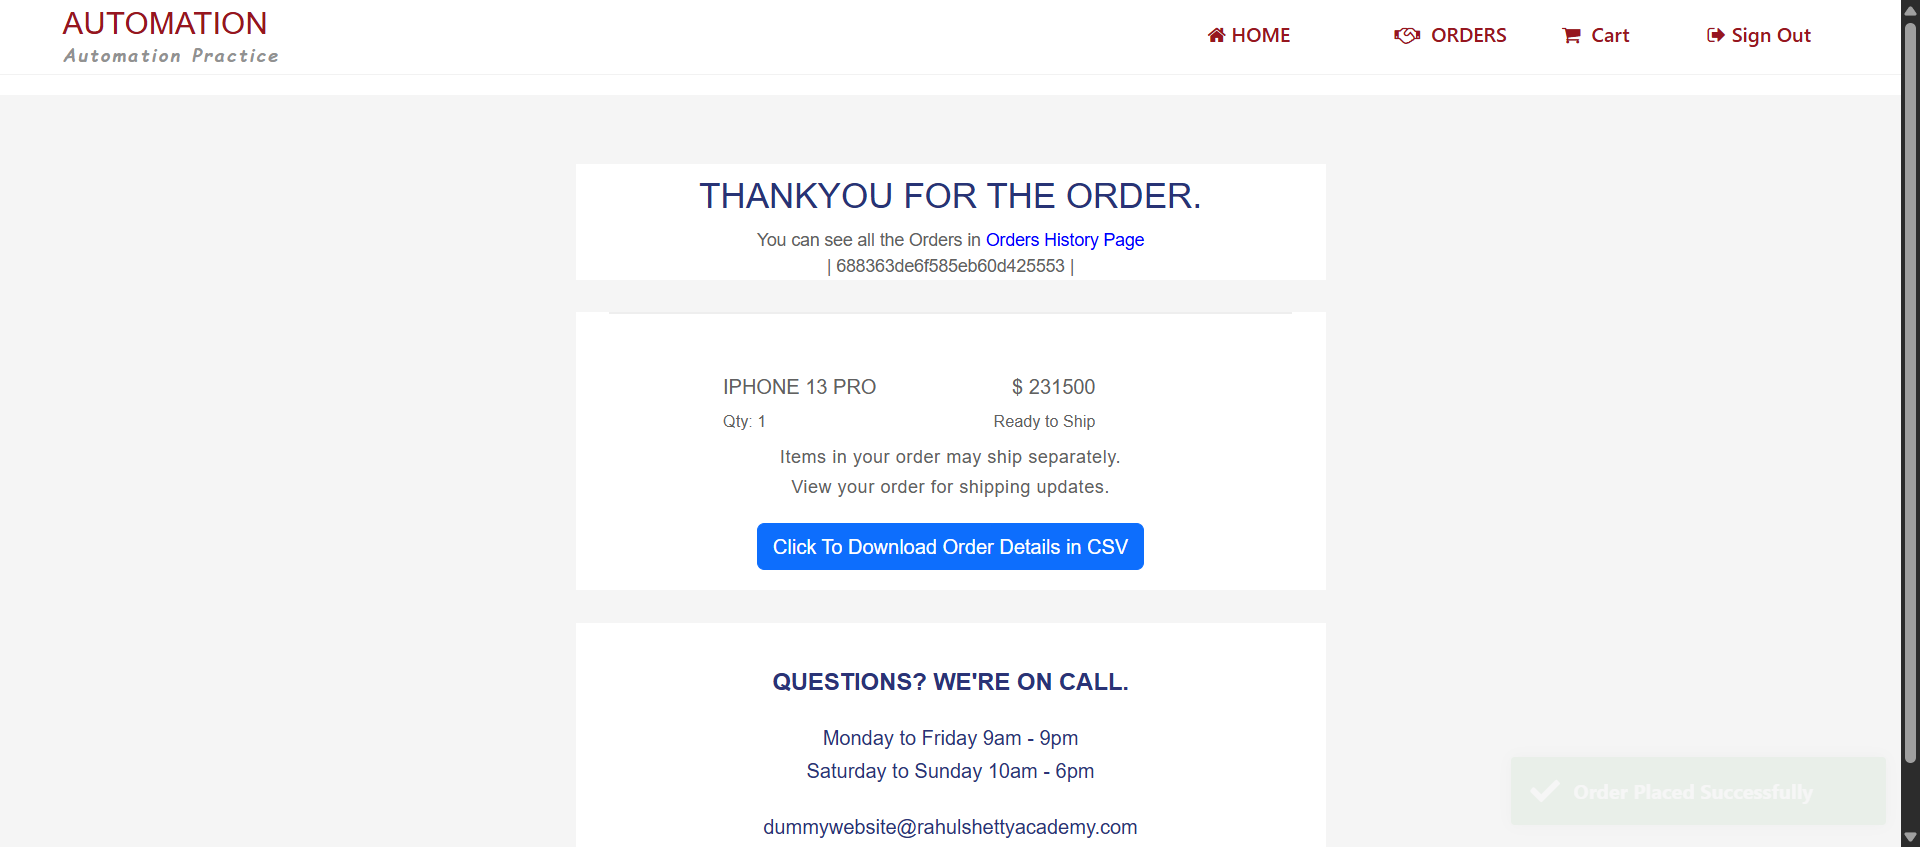 AUTOMATION
Automation Practice
HOME
ORDERS
Cart
Sign Out
THANKYOU FOR THE ORDER.
You can see all the Orders in Orders History Page
| 688363de6f585eb60d425553 |
IPHONE 13 PRO
$ 231500
Qty: 1
Ready to Ship
Items in your order may ship separately.
View your order for shipping updates.
Click To Download Order Details in CSV
QUESTIONS? WE'RE ON CALL.
Monday to Friday 9am - 9pm
Saturday to Sunday 10am - 6pm
dummywebsite@rahulshettyacademy.com
Order Placed Successfully